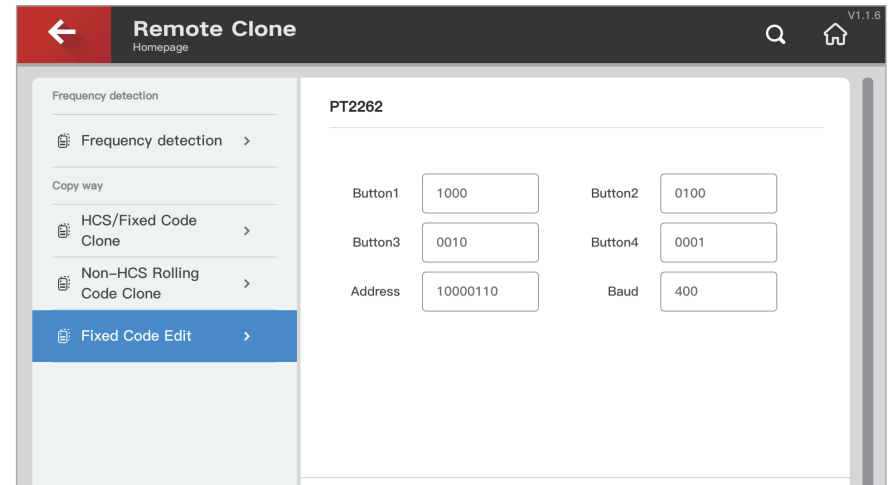 Remote Clone
Homepage
V1.1.6
Frequency detection
Frequency detection
Copy way
HCS/Fixed Code
Clone
Non-HCS Rolling
Code Clone
Fixed Code Edit
PT2262
Button1 1000 Button2 0100
Button3 0010 Button4 0001
Address 10000110 Baud 400